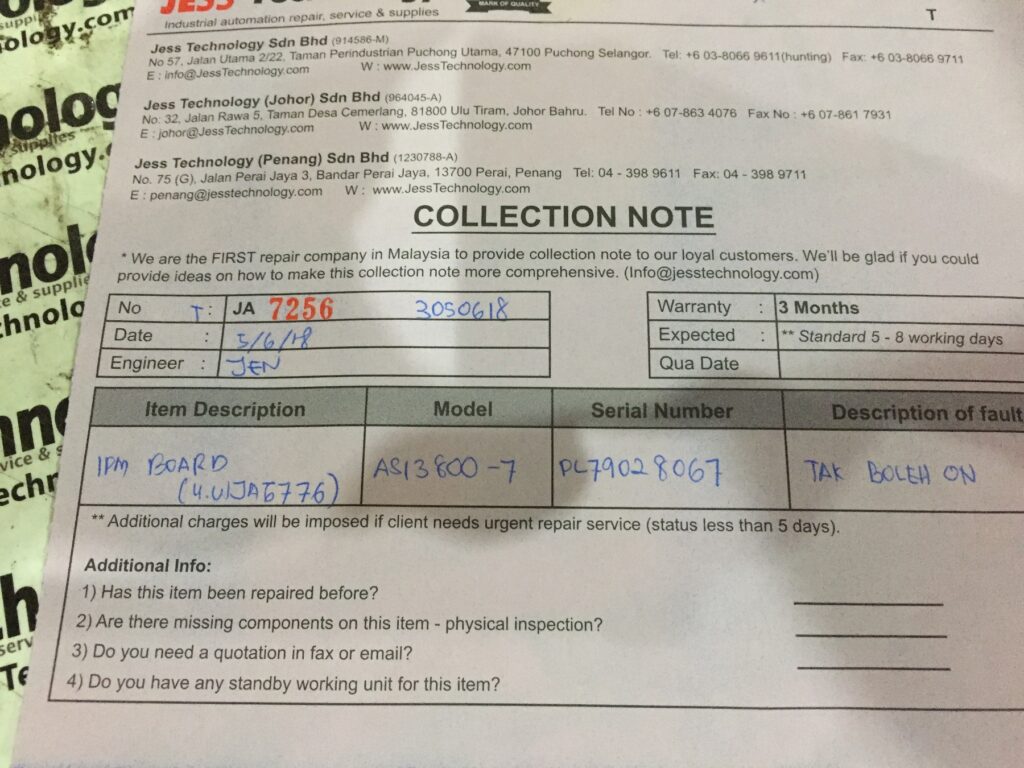 JESS
MARK OF QUALITY
Industrial automation repair, service & supplies
T
Jess Technology Sdn Bhd (914586-M)
No 57, Jalan Utama 2/22, Taman Perindustrian Puchong Utama, 47100 Puchong Selangor. Tel: +6 03-8066 9611(hunting) Fax: +6 03-8066 9711
E : info@JessTechnology.com W : www.JessTechnology.com
Jess Technology (Johor) Sdn Bhd (964045-A)
No: 32, Jalan Rawa 5, Taman Desa Cemerlang, 81800 Ulu Tiram, Johor Bahru. Tel No : +6 07-863 4076 Fax No : +6 07-861 7931
E : johor@JessTechnology.com W : www.JessTechnology.com
Jess Technology (Penang) Sdn Bhd (1230788-A)
No. 75 (G), Jalan Perai Jaya 3, Bandar Perai Jaya, 13700 Perai, Penang Tel: 04 - 398 9611 Fax: 04 - 398 9711
E : penang@jesstechnology.com W : www.JessTechnology.com
COLLECTION NOTE
* We are the FIRST repair company in Malaysia to provide collection note to our loyal customers. We'll be glad if you could
provide ideas on how to make this collection note more comprehensive. (Info@jesstechnology.com)
No T : JA 7256 3050618
Date : 5/6/18
Engineer : JEN
Warranty : 3 Months
Expected : ** Standard 5 - 8 working days
Qua Date
Item Description Model Serial Number Description of fault
IPM BOARD AS13800-7 PL79028067 TAK BOLEH ON
** Additional charges will be imposed if client needs urgent repair service (status less than 5 days).
Additional Info:
1) Has this item been repaired before?
2) Are there missing components on this item - physical inspection?
3) Do you need a quotation in fax or email?
4) Do you have any standby working unit for this item?